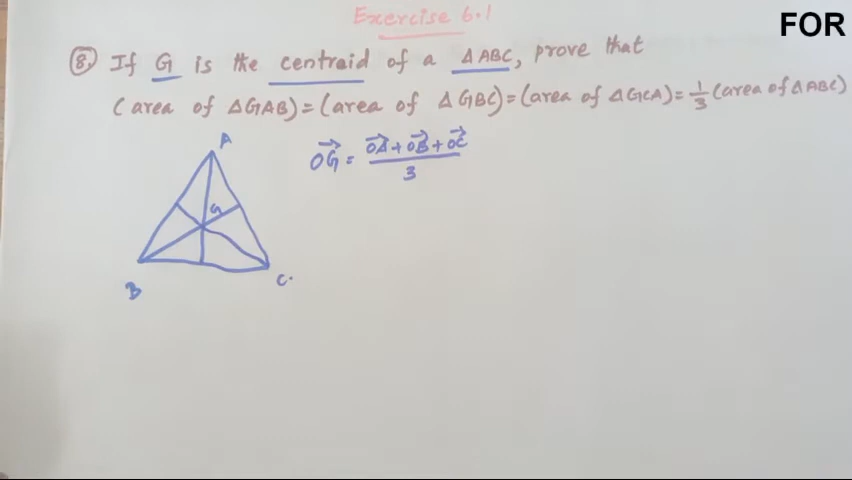 Exercise 6.1
FOR
⑧. If G is the centraid of a ΔABC, prove that
(area of ΔGAB) = (area of ΔGBC) = (area of ΔGCA) = 1/3 (area of ΔABC)
A
OG⃗ = (OA⃗ + OB⃗ + OC⃗)/3
G
B
C.